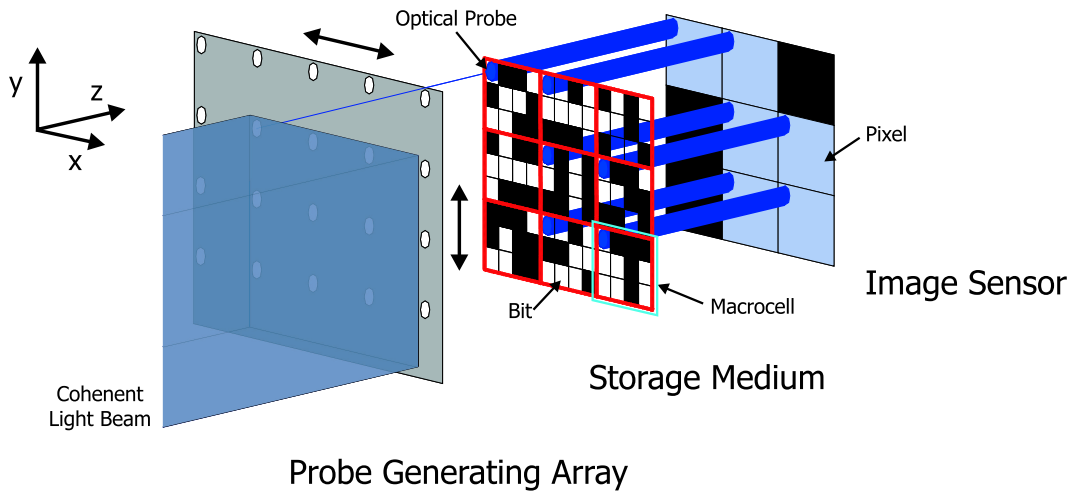 Optical Probe
y
z
x
Pixel
Image Sensor
Bit
Macrocell
Storage Medium
Cohenent
Light Beam
Probe Generating Array